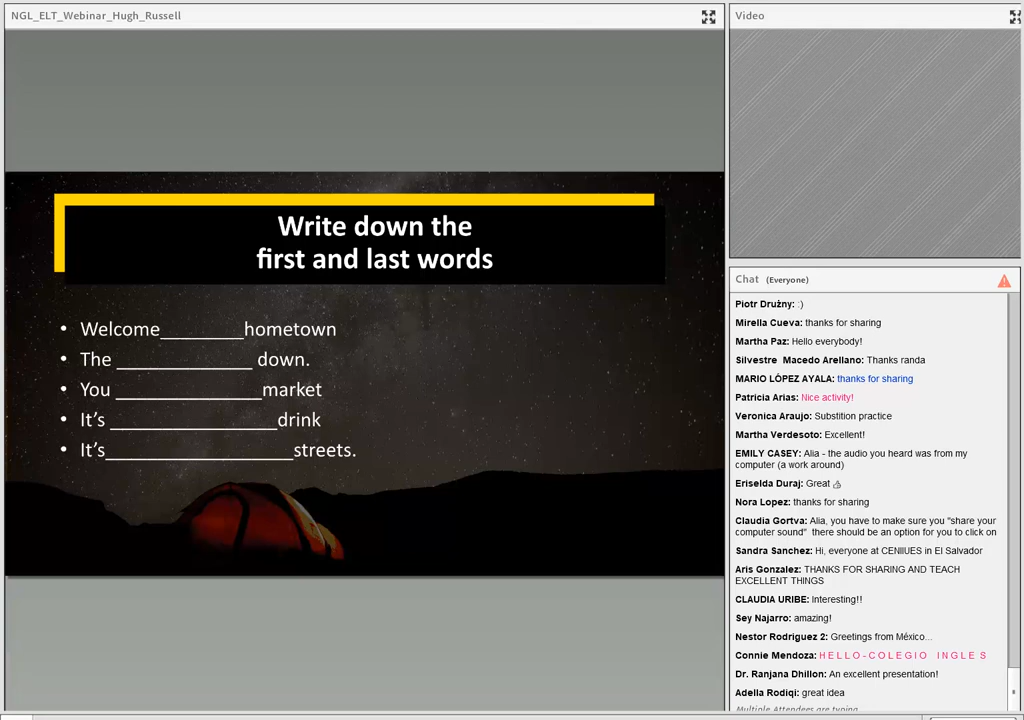 NGL_ELT_Webinar_Hugh_Russell
Write down the
first and last words
• Welcome________hometown
• The _____________ down.
• You ______________market
• It's ________________drink
• It's__________________streets.
Video
Chat (Everyone)
Piotr Drużny: :)
Mirella Cueva: thanks for sharing
Martha Paz: Hello everybody!
Silvestre Macedo Arellano: Thanks randa
MARIO LÓPEZ AYALA: thanks for sharing
Patricia Arias: Nice activity!
Veronica Araujo: Substition practice
Martha Verdesoto: Excellent!
EMILY CASEY: Alia - the audio you heard was from my
computer (a work around)
Eriselda Duraj: Great 👍
Nora Lopez: thanks for sharing
Claudia Gortva: Alia, you have to make sure you "share your
computer sound" there should be an option for you to click on
Sandra Sanchez: Hi, everyone at CENIIUES in El Salvador
Aris Gonzalez: THANKS FOR SHARING AND TEACH
EXCELLENT THINGS
CLAUDIA URIBE: Interesting!!
Sey Najarro: amazing!
Nestor Rodriguez 2: Greetings from México...
Connie Mendoza: H E L L O - C O L E G I O I N G L E S
Dr. Ranjana Dhillon: An excellent presentation!
Adella Rodiqi: great idea
Multiple Attendees are typing